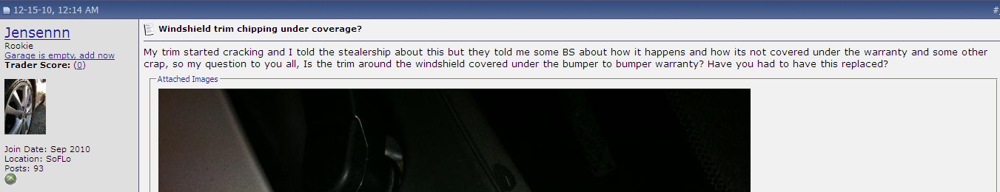 12-15-10, 12:14 AM
#
Jensennn
Rookie
Garage is empty, add now
Trader Score: (0)
Join Date: Sep 2010
Location: SoFLo
Posts: 93
Windshield trim chipping under coverage?
My trim started cracking and I told the stealership about this but they told me some BS about how it happens and how its not covered under the warranty and some other
crap, so my question to you all, Is the trim around the windshield covered under the bumper to bumper warranty? Have you had to have this replaced?
Attached Images